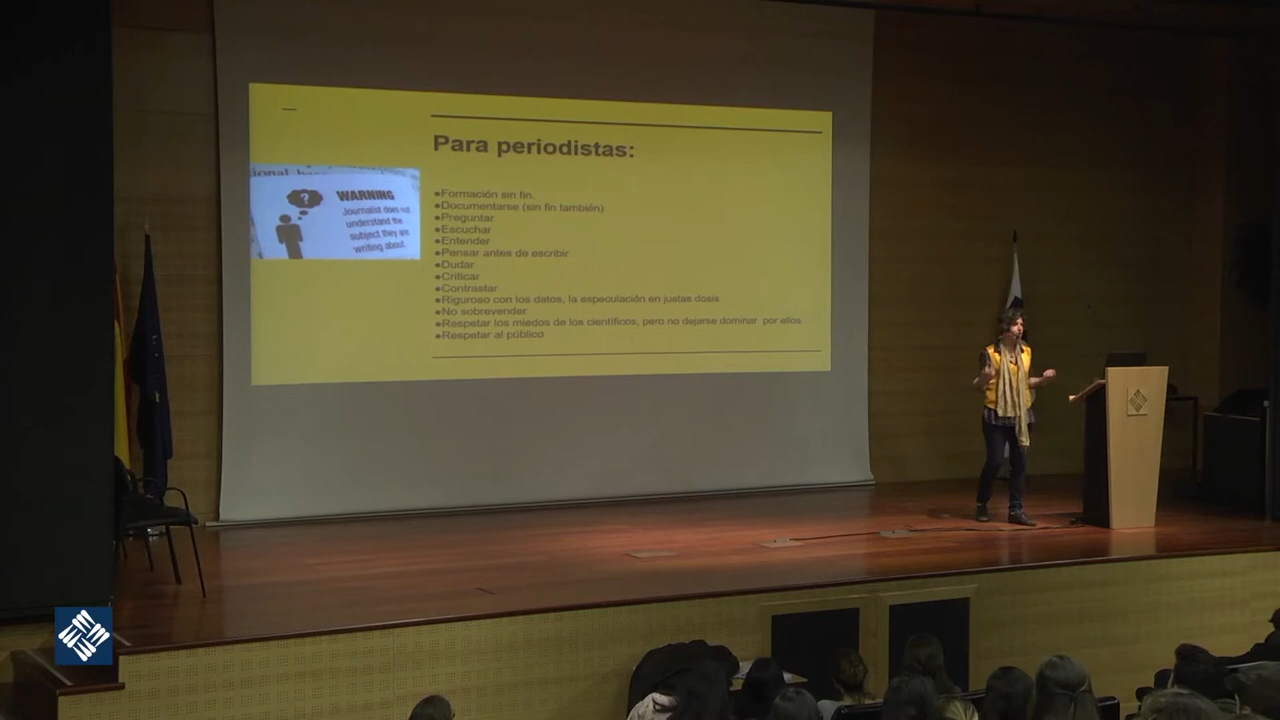 Para periodistas:
WARNING
Journalist does not
understand the
subject they are
writing about.
●Formación sin fin.
●Documentarse (sin fin también)
●Preguntar
●Escuchar
●Entender
●Pensar antes de escribir
●Dudar
●Criticar
●Contrastar
●Riguroso con los datos, la especulación en justas dosis
●No sobrevender
●Respetar los miedos de los científicos, pero no dejarse dominar por ellos
●Respetar al público